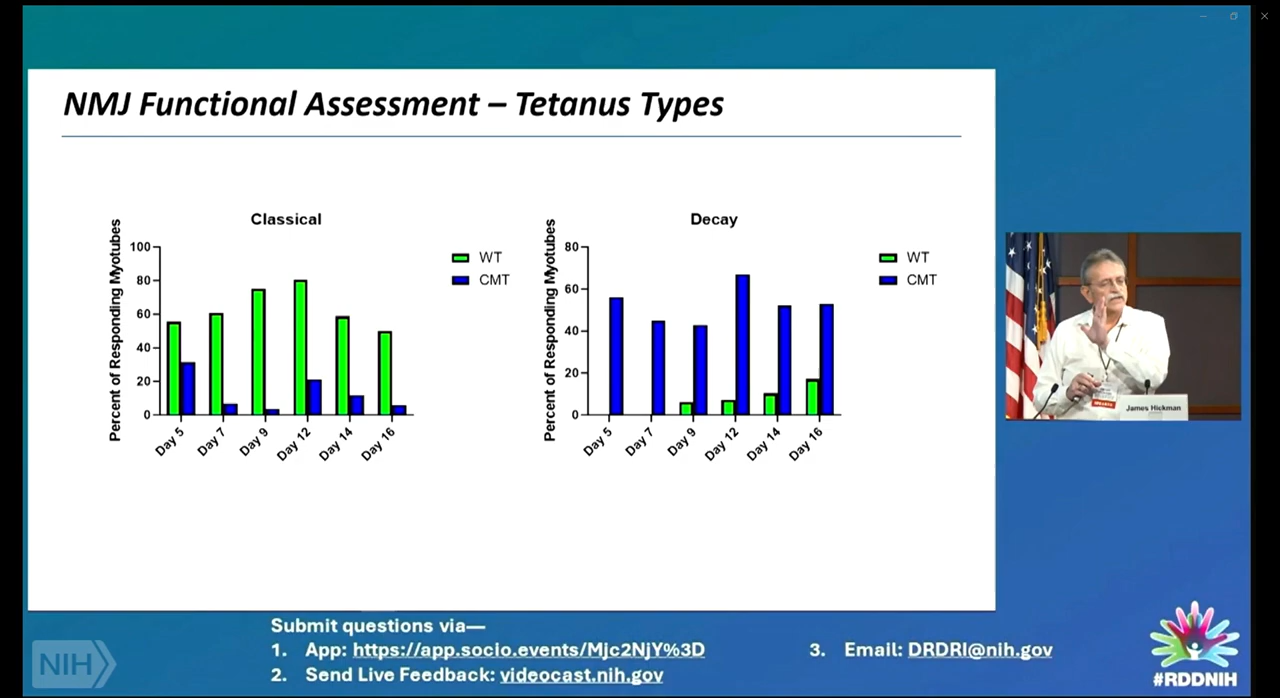 NMJ Functional Assessment – Tetanus Types
Classical
Percent of Responding Myotubes
100
80
60
40
20
0
Day 5
Day 7
Day 9
Day 12
Day 14
Day 16
WT
CMT
Decay
Percent of Responding Myotubes
80
60
40
20
0
Day 5
Day 7
Day 9
Day 12
Day 14
Day 16
WT
CMT
SPEAKER
James Hickman
Submit questions via—
1. App: https://app.socio.events/Mjc2NjY%3D
2. Send Live Feedback: videocast.nih.gov
3. Email: DRDRI@nih.gov
NIH
#RDDNIH